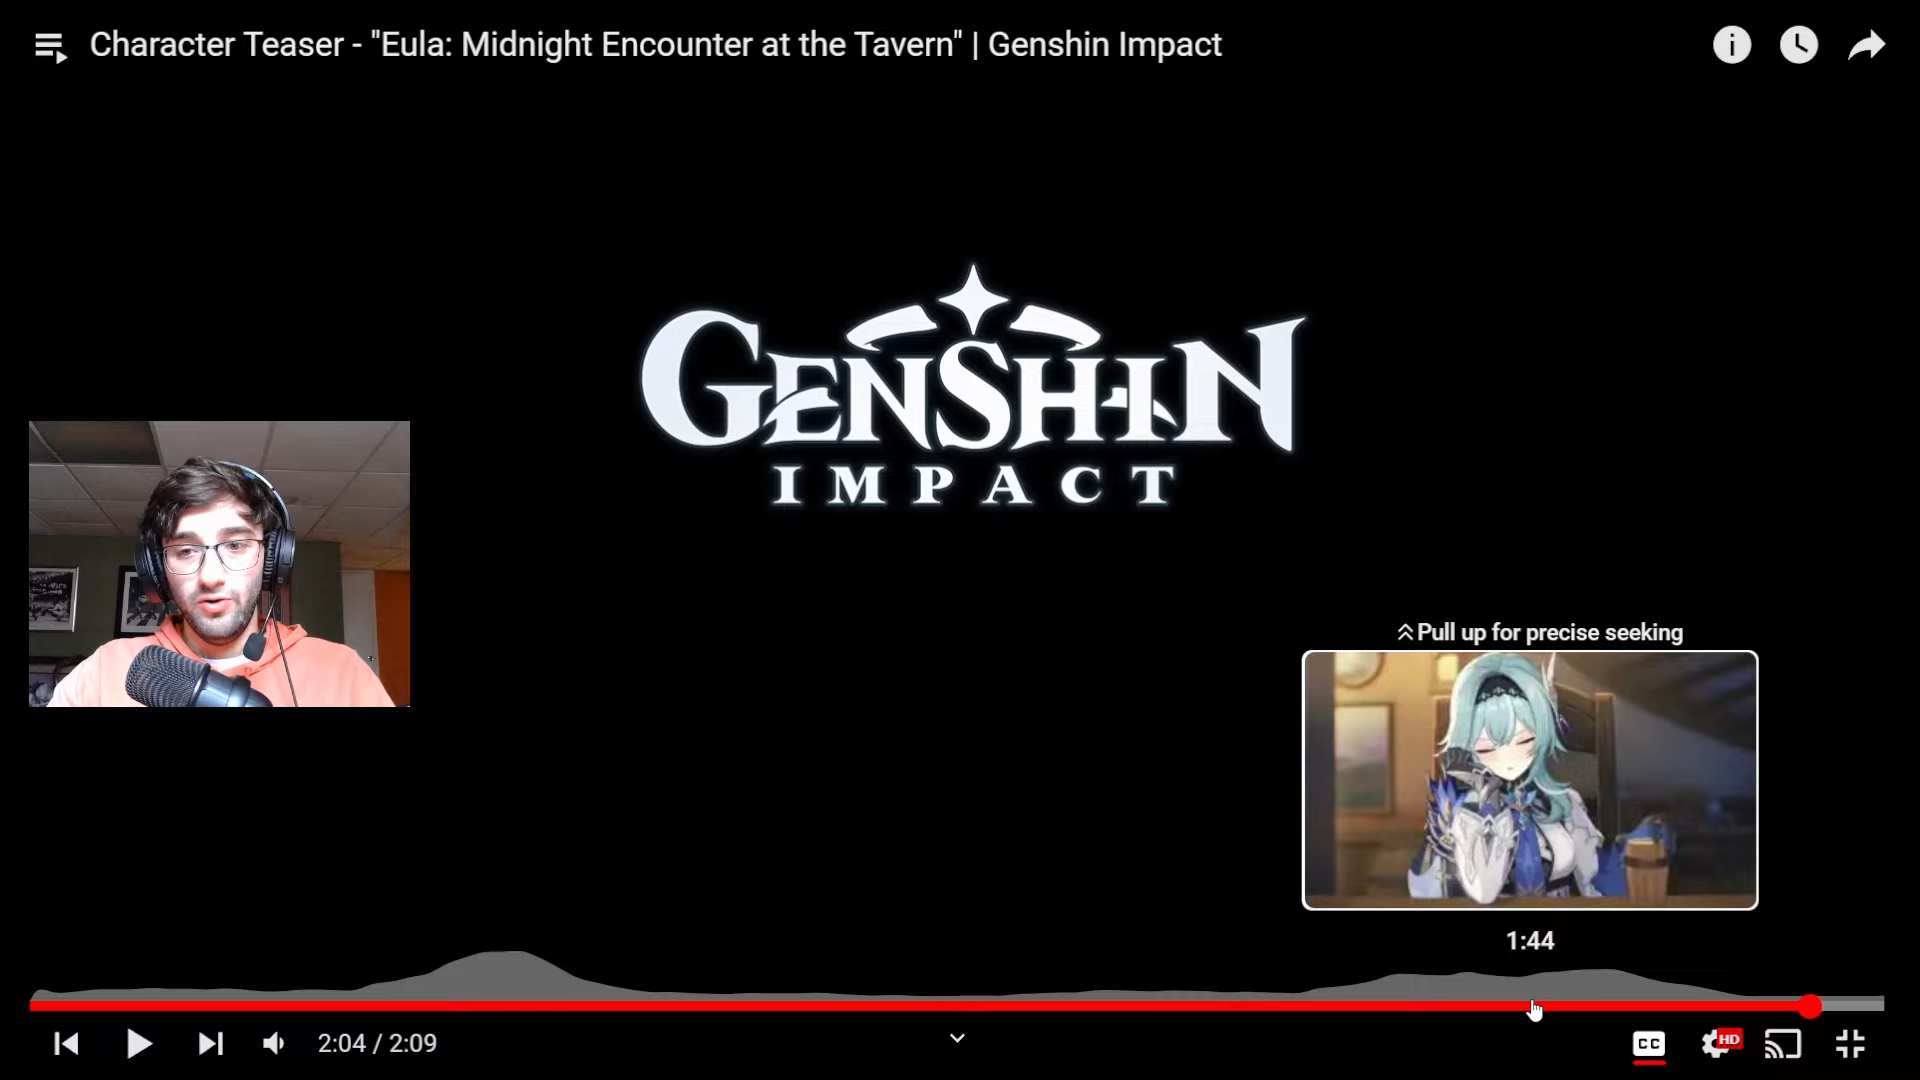 Character Teaser - "Eula: Midnight Encounter at the Tavern" | Genshin Impact
GENSHIN
IMPACT
Pull up for precise seeking
1:44
2:04 / 2:09
CC
HD